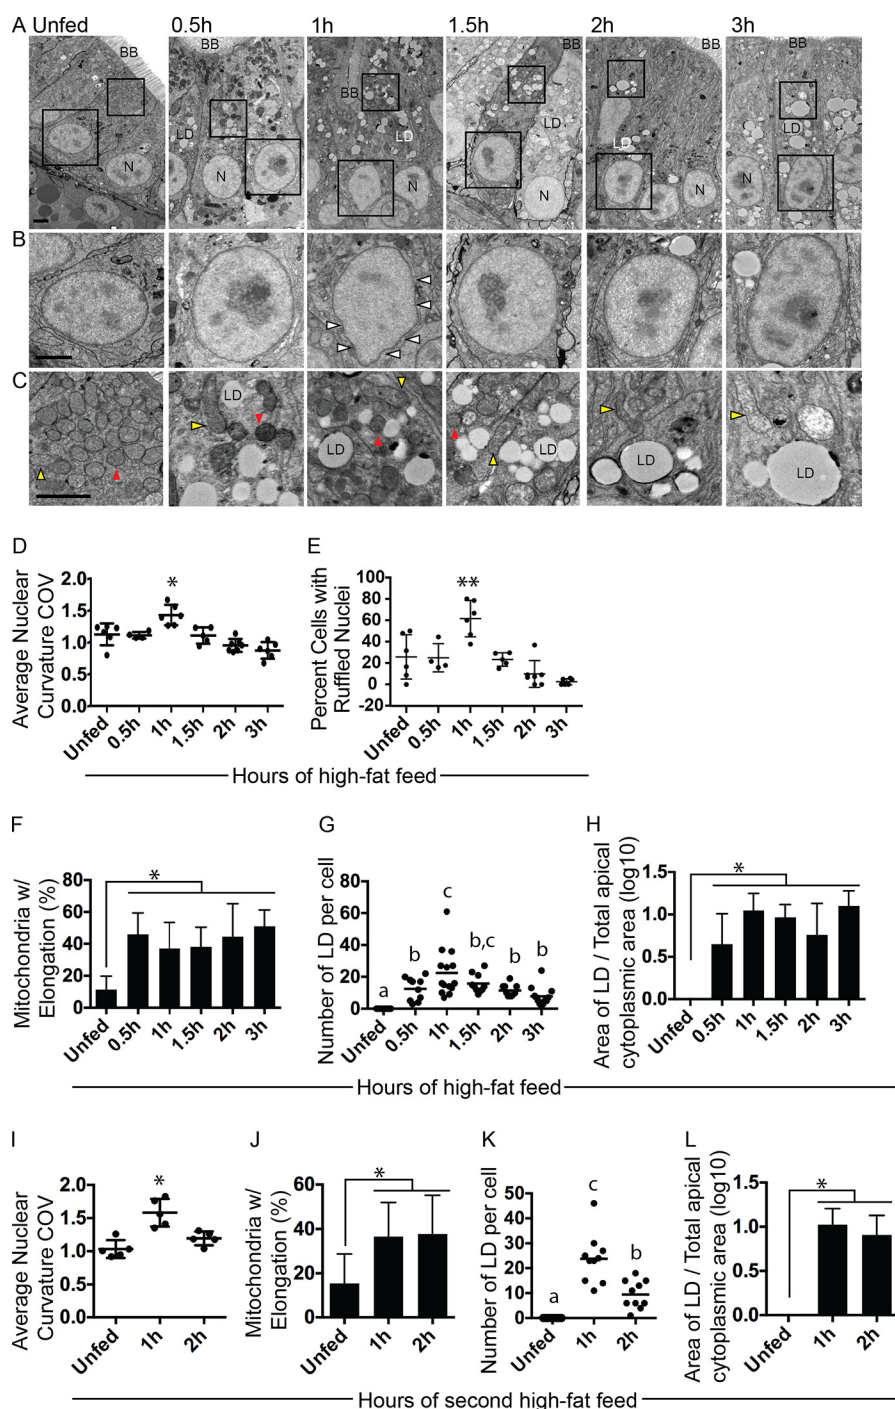 A Unfed 0.5h 1h 1.5h 2h 3h
BB BB BB BB BB BB
LD LD LD LD LD
N N N N N N
B
C
LD LD LD LD LD
D
Average Nuclear
Curvature COV
2.0
1.5
1.0
0.5
0.0
*
Unfed 0.5h 1h 1.5h 2h 3h
E
Percent Cells with
Ruffled Nuclei
100
80
60
40
20
0
-20
**
Unfed 0.5h 1h 1.5h 2h 3h
Hours of high-fat feed
F
Mitochondria w/
Elongation (%)
80
60
40
20
0
*
Unfed 0.5h 1h 1.5h 2h 3h
G
Number of LD per cell
80
60
40
20
0
a b c b,c b b
Unfed 0.5h 1h 1.5h 2h 3h
H
Area of LD / Total apical
cytoplasmic area (log10)
1.5
1.0
0.5
0.0
*
Unfed 0.5h 1h 1.5h 2h 3h
Hours of high-fat feed
I
Average Nuclear
Curvature COV
2.0
1.5
1.0
0.5
0.0
*
Unfed 1h 2h
J
Mitochondria w/
Elongation (%)
60
40
20
0
*
Unfed 1h 2h
K
Number of LD per cell
50
40
30
20
10
0
a c b
Unfed 1h 2h
L
Area of LD / Total apical
cytoplasmic area (log10)
1.5
1.0
0.5
0.0
*
Unfed 1h 2h
Hours of second high-fat feed